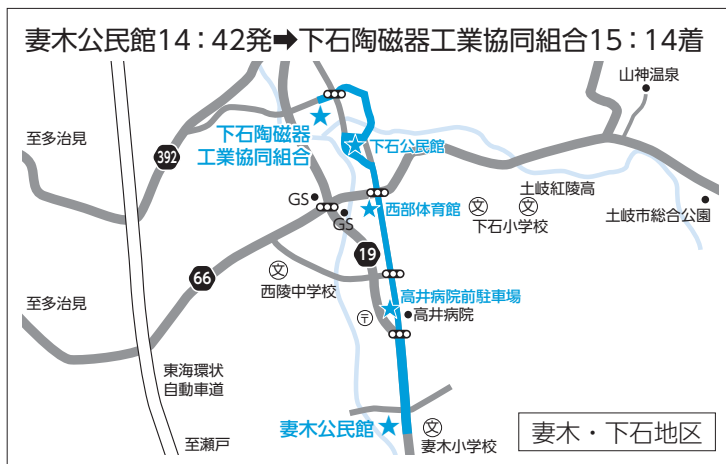 妻木公民館14：42発➡下石陶磁器工業協同組合15：14着
山神温泉
至多治見
392
下石陶磁器
工業協同組合
下石公民館
土岐紅陵高
GS
GS
西部体育館
文
文
下石小学校
土岐市総合公園
19
66
文
西陵中学校
高井病院前駐車場
高井病院
〒
至多治見
東海環状
自動車道
妻木公民館
文
妻木小学校
至瀬戸
妻木・下石地区